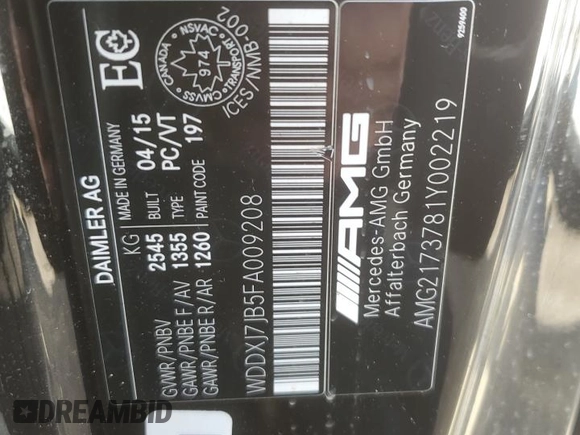 DAIMLER AG
MADE IN GERMANY
KG
GVWR/PNBV 2545 BUILT 04/15
GAWR/PNBE F/AV 1355 TYPE PC/VT
GAWR/PNBE R/AR 1260 PAINT CODE 197
EC
CANADA NSVAC
974
CMVSS TRANSPORT
ICES/NMB-002
WDDXJ7JB5FA009208
AMG
Mercedes-AMG GmbH
Affalterbach Germany
AMG2173781Y002219
9259400
DREAMBID